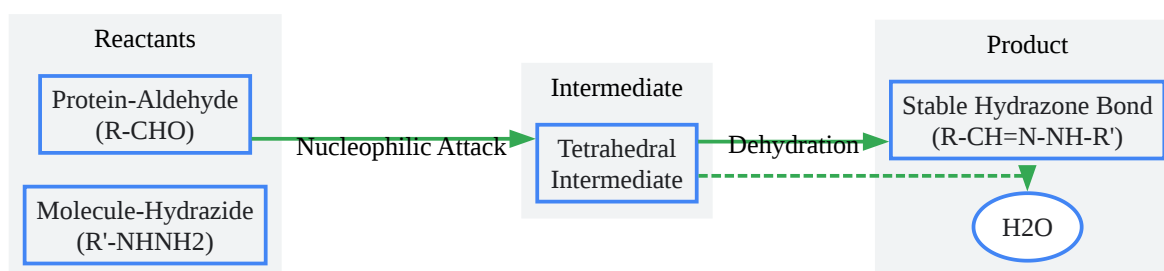 Reactants
Protein-Aldehyde
(R-CHO)
Molecule-Hydrazide
(R'-NHNH2)
Nucleophilic Attack
Intermediate
Tetrahedral
Intermediate
Dehydration
Product
Stable Hydrazone Bond
(R-CH=N-NH-R')
H2O